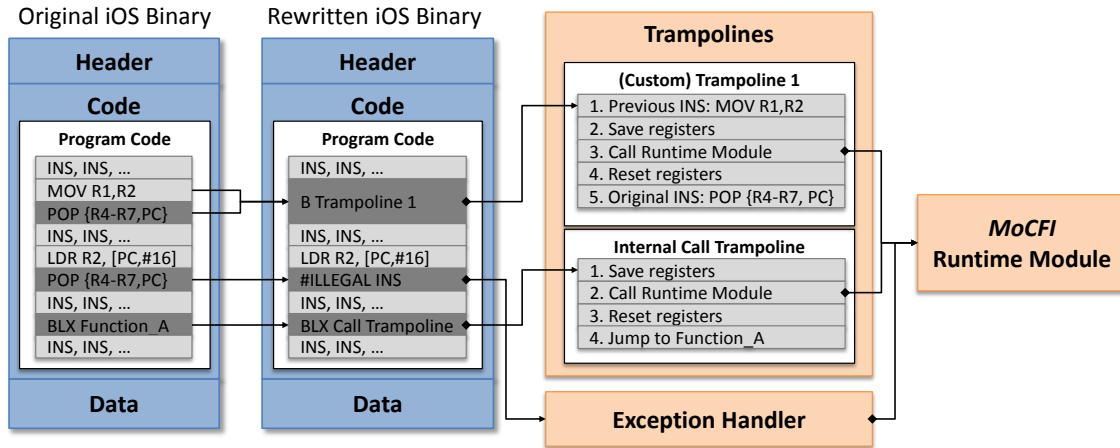 Original iOS Binary
Header
Code
Program Code
INS, INS, ...
MOV R1,R2
POP {R4-R7,PC}
INS, INS, ...
LDR R2, [PC,#16]
POP {R4-R7,PC}
INS, INS, ...
BLX Function_A
INS, INS, ...
Data
Rewritten iOS Binary
Header
Code
Program Code
INS, INS, ...
B Trampoline 1
INS, INS, ...
LDR R2, [PC,#16]
#ILLEGAL INS
INS, INS, ...
BLX Call Trampoline
INS, INS, ...
Data
Trampolines
(Custom) Trampoline 1
1. Previous INS: MOV R1,R2
2. Save registers
3. Call Runtime Module
4. Reset registers
5. Original INS: POP {R4-R7, PC}
Internal Call Trampoline
1. Save registers
2. Call Runtime Module
3. Reset registers
4. Jump to Function_A
Exception Handler
MoCFI
Runtime Module